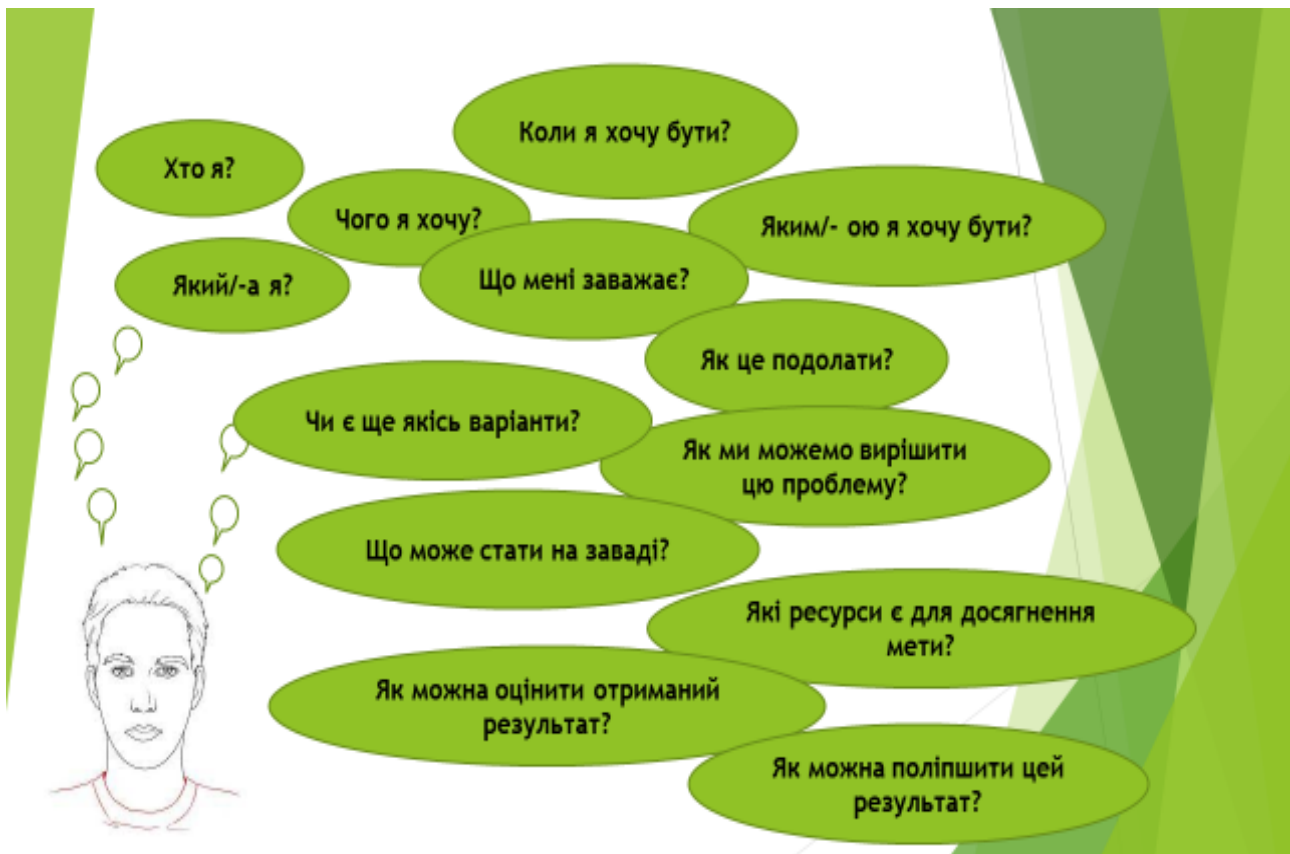 Коли я хочу бути?
Хто я?
Чого я хочу?
Яким/- ою я хочу бути?
Який/-а я?
Що мені заважає?
Як це подолати?
Чи є ще якісь варіанти?
Як ми можемо вирішити
цю проблему?
Що може стати на заваді?
Які ресурси є для досягнення
мети?
Як можна оцінити отриманий
результат?
Як можна поліпшити цей
результат?